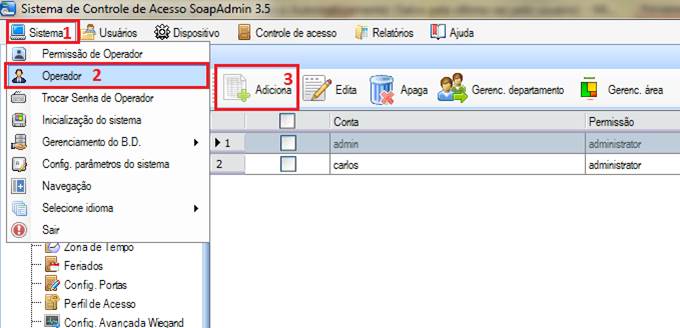 Sistema de Controle de Acesso SoapAdmin 3.5
Sistema 1 Usuários Dispositivo Controle de acesso Relatórios Ajuda
Permissão de Operador
Operador 2
Trocar Senha de Operador
Inicialização do sistema
Gerenciamento do B.D.
Config. parâmetros do sistema
Navegação
Selecione idioma
Sair
3
Adiciona Edita Apaga Gerenc. departamento Gerenc. área
Conta Permissão
1 admin administrator
2 carlos administrator
Zona de Tempo
Feriados
Config. Portas
Perfil de Acesso
Config. Avançada Wiegand